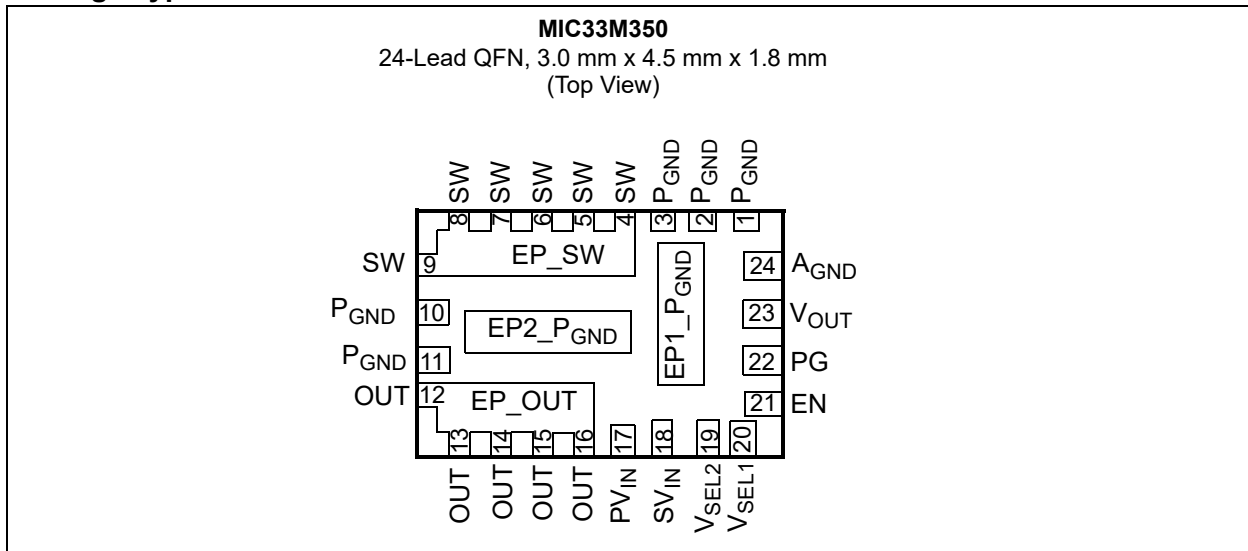 MIC33M350
24-Lead QFN, 3.0 mm x 4.5 mm x 1.8 mm
(Top View)
SW SW SW SW SW PGND PGND PGND
8 7 6 5 4 3 2 1
SW 9 EP_SW 24 AGND
PGND 10 EP2_PGND EP1_PGND 23 VOUT
PGND 11 22 PG
OUT 12 EP_OUT 21 EN
13 14 15 16 17 18 19 20
OUT OUT OUT OUT PVIN SVIN VSEL2 VSEL1